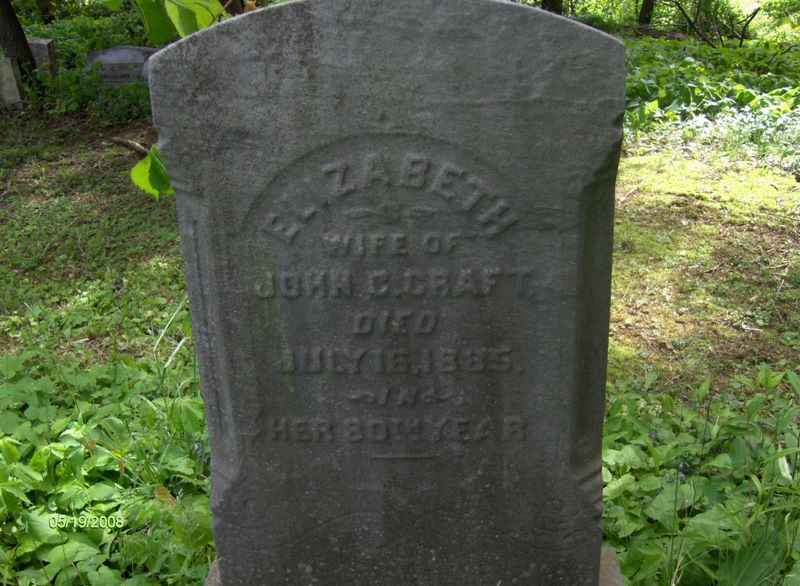 ELIZABETH
WIFE OF
JOHN C. CRAFT.
DIED
JULY 16, 1885.
IN
HER 80TH YEAR
05/19/2008